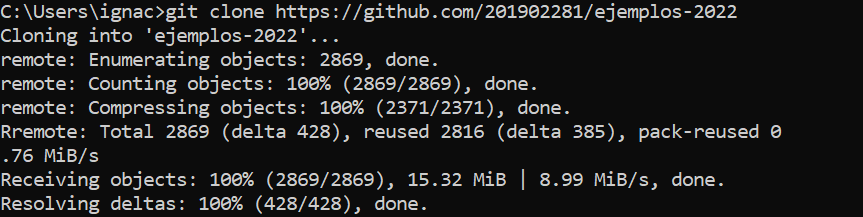 C:\Users\ignac>git clone https://github.com/201902281/ejemplos-2022
Cloning into 'ejemplos-2022'...
remote: Enumerating objects: 2869, done.
remote: Counting objects: 100% (2869/2869), done.
remote: Compressing objects: 100% (2371/2371), done.
Rremote: Total 2869 (delta 428), reused 2816 (delta 385), pack-reused 0
.76 MiB/s
Receiving objects: 100% (2869/2869), 15.32 MiB | 8.99 MiB/s, done.
Resolving deltas: 100% (428/428), done.